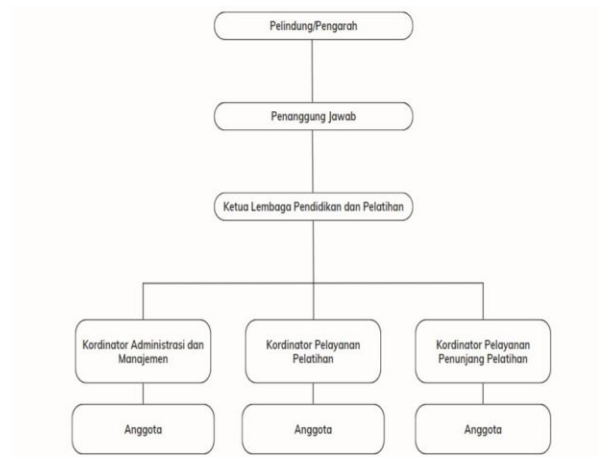 Pelindung/Pengarah
Penanggung Jawab
Ketua Lembaga Pendidikan dan Pelatihan
Kordinator Administrasi dan
Manajemen
Kordinator Pelayanan
Pelatihan
Kordinator Pelayanan
Penunjang Pelatihan
Anggota
Anggota
Anggota